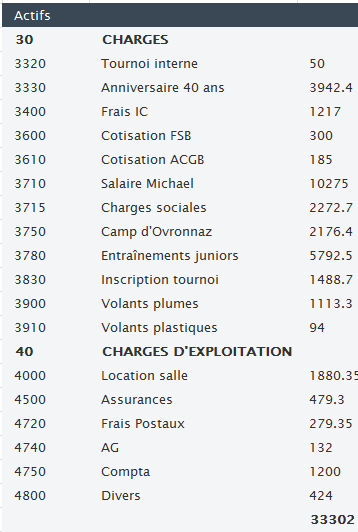 Actifs
30 CHARGES
3320 Tournoi interne 50
3330 Anniversaire 40 ans 3942.4
3400 Frais IC 1217
3600 Cotisation FSB 300
3610 Cotisation ACGB 185
3710 Salaire Michael 10275
3715 Charges sociales 2272.7
3750 Camp d'Ovronnaz 2176.4
3780 Entraînements juniors 5792.5
3830 Inscription tournoi 1488.7
3900 Volants plumes 1113.3
3910 Volants plastiques 94
40 CHARGES D'EXPLOITATION
4000 Location salle 1880.35
4500 Assurances 479.3
4720 Frais Postaux 279.35
4740 AG 132
4750 Compta 1200
4800 Divers 424
33302